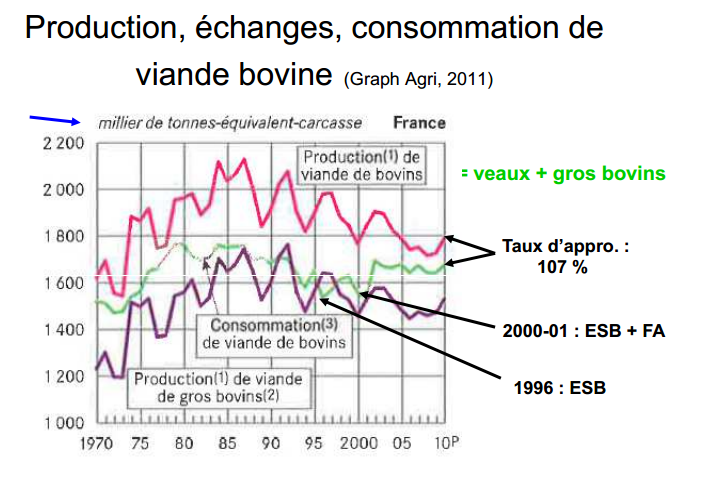 Production, échanges, consommation de
viande bovine (Graph Agri, 2011)
millier de tonnes-équivalent-carcasse France
2 200
2 000
1 800
1 600
1 400
1 200
1 000
Production(1) de
viande de bovins
= veaux + gros bovins
Taux d'appro. :
107 %
Consommation(3)
de viande de bovins
2000-01 : ESB + FA
Production(1) de viande
de gros bovins(2)
1996 : ESB
1970 75 80 85 90 95 2000 05 10P